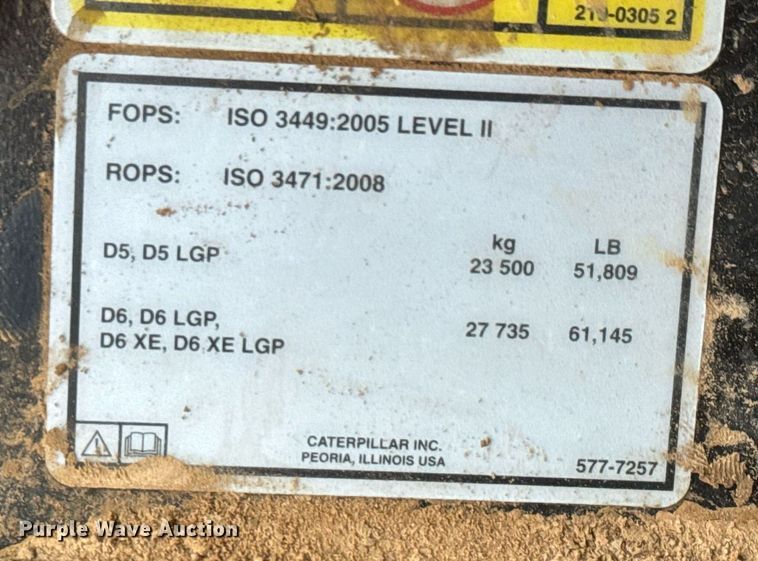 0305 2
FOPS: ISO 3449:2005 LEVEL II
ROPS: ISO 3471:2008
kg LB
D5, D5 LGP 23 500 51,809
D6, D6 LGP,
D6 XE, D6 XE LGP 27 735 61,145
CATERPILLAR INC.
PEORIA, ILLINOIS USA
577-7257
Purple Wave Auction